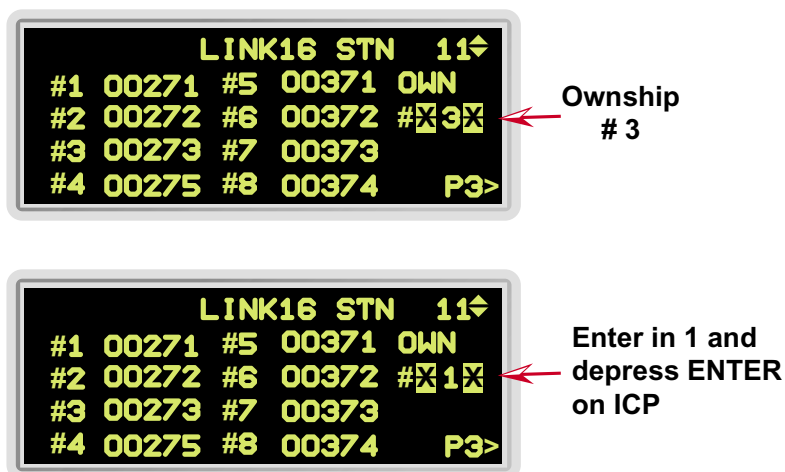 LINK16 STN 11
#1 00271 #5 00371 OWN
#2 00272 #6 00372 #X3X
#3 00273 #7 00373
#4 00275 #8 00374 P3>
Ownship
# 3
LINK16 STN 11
#1 00271 #5 00371 OWN
#2 00272 #6 00372 #X1X
#3 00273 #7 00373
#4 00275 #8 00374 P3>
Enter in 1 and
depress ENTER
on ICP